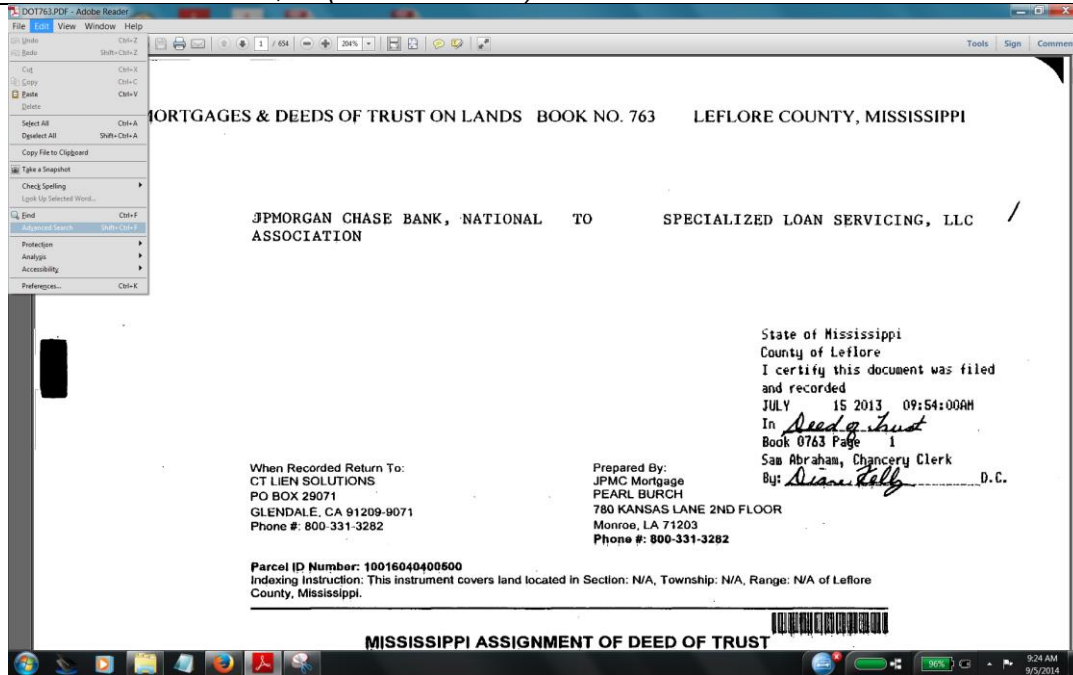 DOT763.PDF - Adobe Reader
File Edit View Window Help
Undo Ctrl+Z
Redo Shift+Ctrl+Z
Cut Ctrl+X
Copy Ctrl+C
Paste Ctrl+V
Delete
Select All Ctrl+A
Deselect All Shift+Ctrl+A
Copy File to Clipboard
Take a Snapshot
Check Spelling
Look Up Selected Word...
Find Ctrl+F
Advanced Search Shift+Ctrl+F
Protection
Analysis
Accessibility
Preferences... Ctrl+K
1 / 654 204%
Tools Sign Commen
MORTGAGES & DEEDS OF TRUST ON LANDS BOOK NO. 763 LEFLORE COUNTY, MISSISSIPPI
JPMORGAN CHASE BANK, NATIONAL TO SPECIALIZED LOAN SERVICING, LLC
ASSOCIATION
State of Mississippi
County of Leflore
I certify this document was filed
and recorded
JULY 15 2013 09:54:00AM
In Deed of Trust
Book 0763 Page 1
Sam Abraham, Chancery Clerk
By: Diane Kelly D.C.
When Recorded Return To:
CT LIEN SOLUTIONS
PO BOX 29071
GLENDALE, CA 91209-9071
Phone #: 800-331-3282
Prepared By:
JPMC Mortgage
PEARL BURCH
780 KANSAS LANE 2ND FLOOR
Monroe, LA 71203
Phone #: 800-331-3282
Parcel ID Number: 10016040400500
Indexing Instruction: This instrument covers land located in Section: N/A, Township: N/A, Range: N/A of Leflore
County, Mississippi.
MISSISSIPPI ASSIGNMENT OF DEED OF TRUST
96%
9:24 AM
9/5/2014